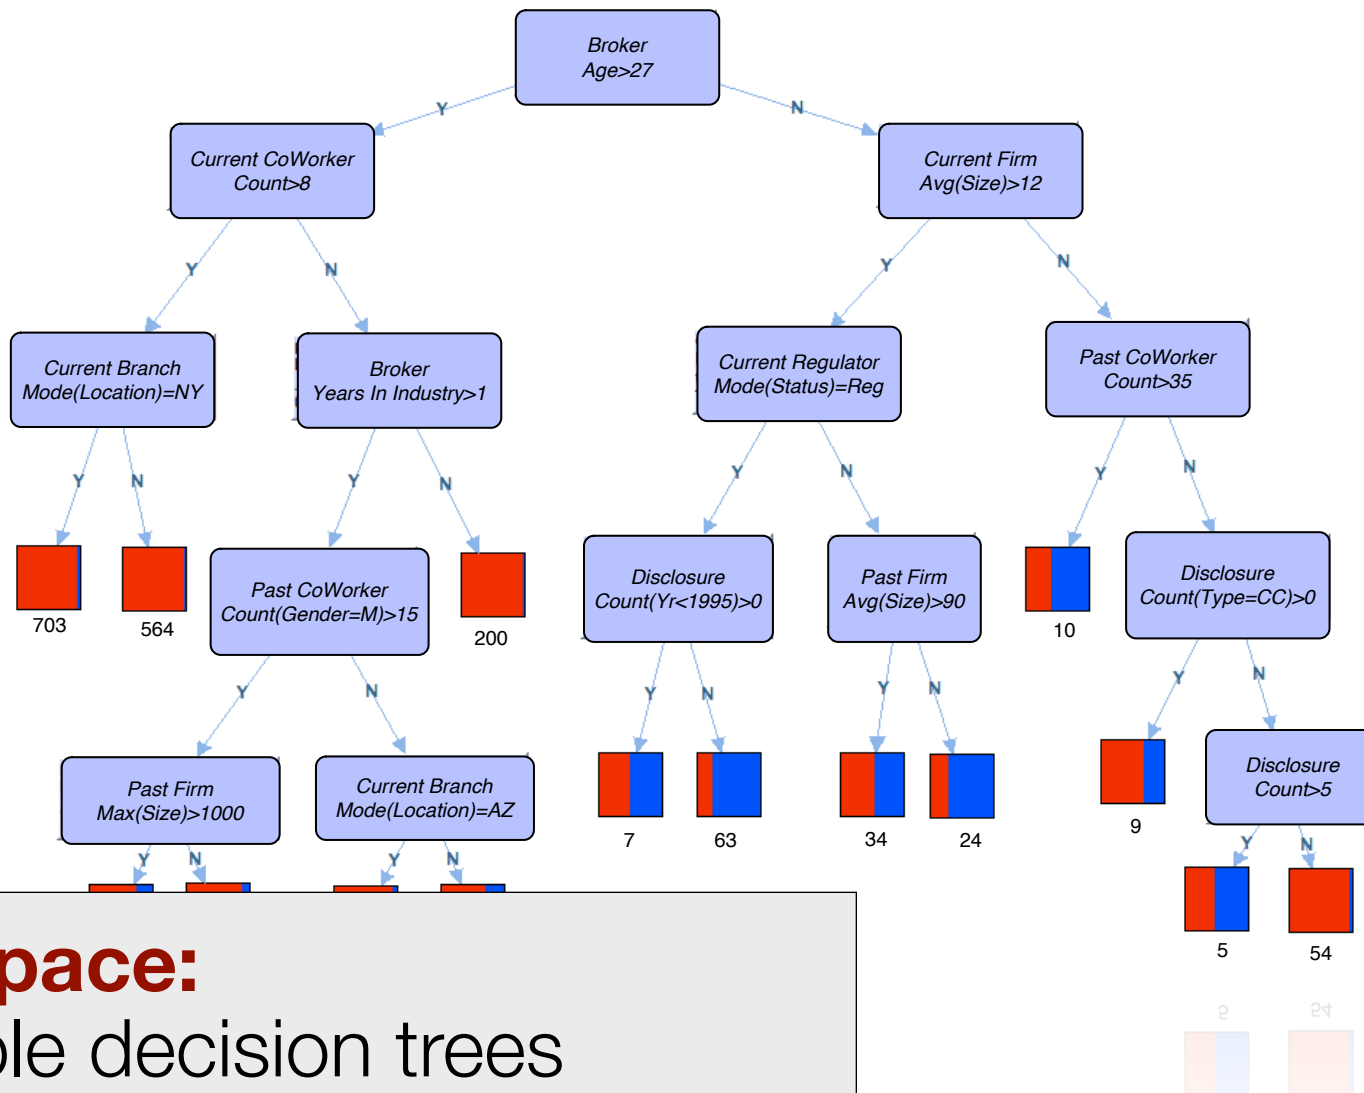 Broker
Age>27
Y
N
Current CoWorker
Count>8
Current Firm
Avg(Size)>12
Y
N
Y
N
Current Branch
Mode(Location)=NY
Broker
Years In Industry>1
Current Regulator
Mode(Status)=Reg
Past CoWorker
Count>35
Y
N
Y
N
Y
N
Y
N
703
564
Past CoWorker
Count(Gender=M)>15
200
Disclosure
Count(Yr<1995)>0
Past Firm
Avg(Size)>90
10
Disclosure
Count(Type=CC)>0
Y
N
Y
N
Y
N
Y
N
Past Firm
Max(Size)>1000
Current Branch
Mode(Location)=AZ
7
63
34
24
9
Disclosure
Count>5
Y
N
Y
N
Y
N
5
54
pace:
ble decision trees
5
54